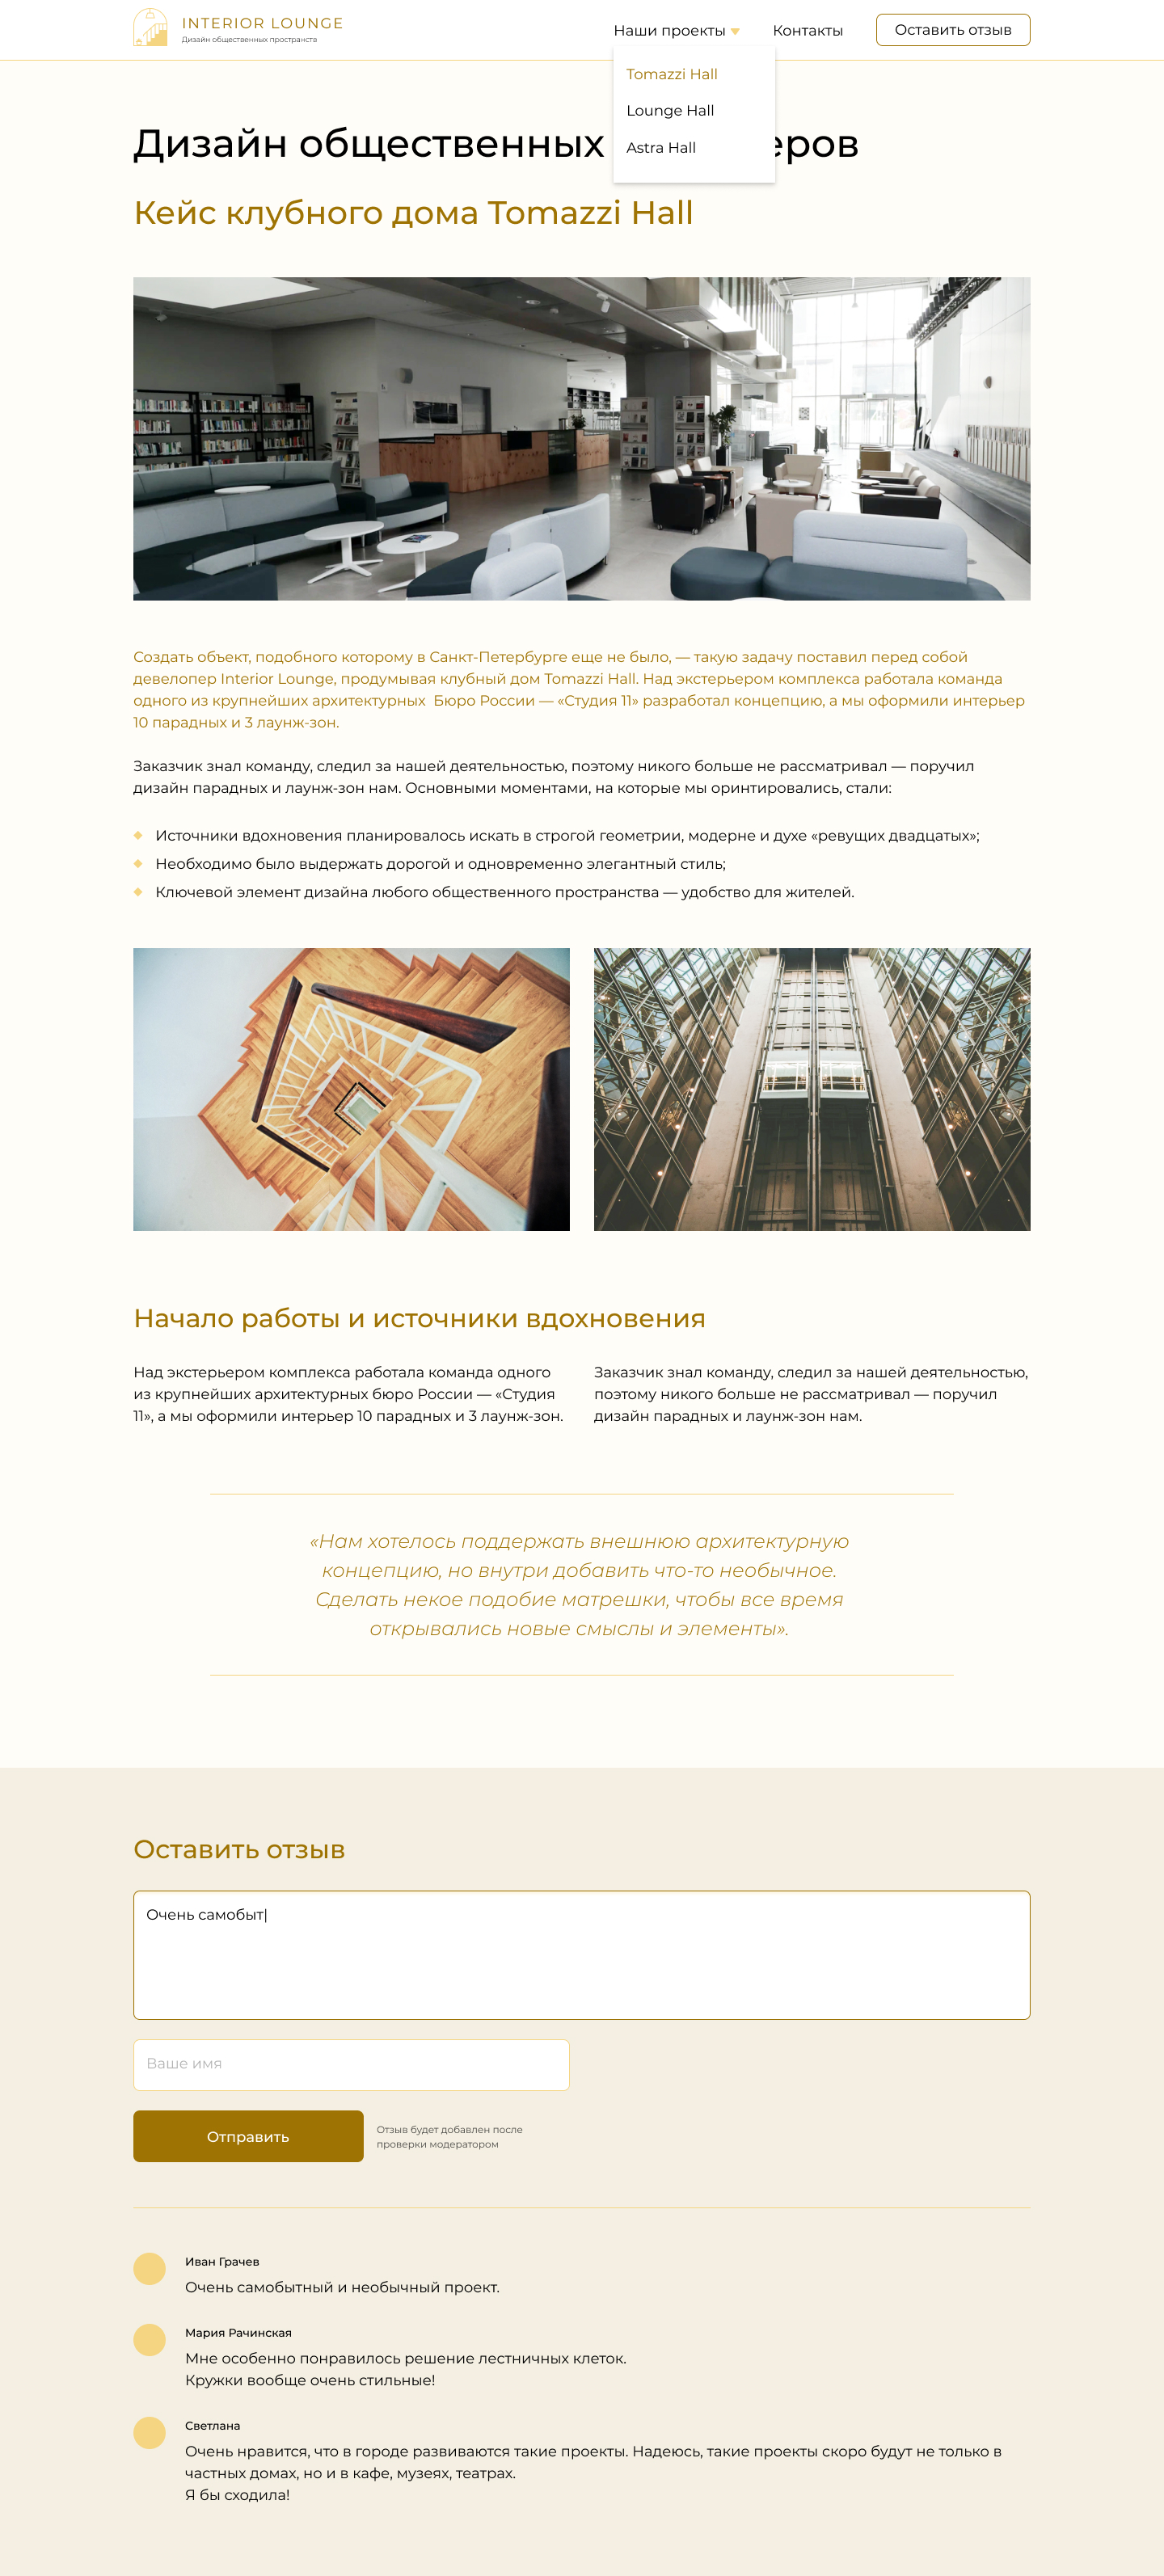 INTERIOR LOUNGE
Дизайн общественных пространств
Наши проекты
Контакты
Оставить отзыв
Tomazzi Hall
Lounge Hall
Astra Hall
Дизайн общественных еров
Кейс клубного дома Tomazzi Hall
Создать объект, подобного которому в Санкт-Петербурге еще не было, — такую задачу поставил перед собой
девелопер Interior Lounge, продумывая клубный дом Tomazzi Hall. Над экстерьером комплекса работала команда
одного из крупнейших архитектурных  Бюро России — «Студия 11» разработал концепцию, а мы оформили интерьер
10 парадных и 3 лаунж-зон.
Заказчик знал команду, следил за нашей деятельностью, поэтому никого больше не рассматривал — поручил
дизайн парадных и лаунж-зон нам. Основными моментами, на которые мы оринтировались, стали:
Источники вдохновения планировалось искать в строгой геометрии, модерне и духе «ревущих двадцатых»;
Необходимо было выдержать дорогой и одновременно элегантный стиль;
Ключевой элемент дизайна любого общественного пространства — удобство для жителей.
Начало работы и источники вдохновения
Над экстерьером комплекса работала команда одного
из крупнейших архитектурных бюро России — «Студия
11», а мы оформили интерьер 10 парадных и 3 лаунж-зон.
Заказчик знал команду, следил за нашей деятельностью,
поэтому никого больше не рассматривал — поручил
дизайн парадных и лаунж-зон нам.
«Нам хотелось поддержать внешнюю архитектурную
концепцию, но внутри добавить что-то необычное.
Сделать некое подобие матрешки, чтобы все время
открывались новые смыслы и элементы».
Оставить отзыв
Очень самобыт|
Ваше имя
Отправить
Отзыв будет добавлен после
проверки модератором
Иван Грачев
Очень самобытный и необычный проект.
Мария Рачинская
Мне особенно понравилось решение лестничных клеток.
Кружки вообще очень стильные!
Светлана
Очень нравится, что в городе развиваются такие проекты. Надеюсь, такие проекты скоро будут не только в
частных домах, но и в кафе, музеях, театрах.
Я бы сходила!